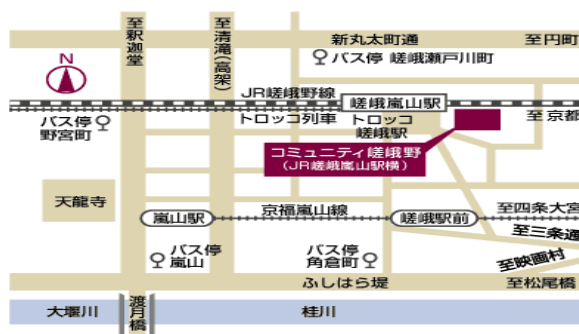 至釈迦堂
至清滝(高架)
新丸太町通
至円町
バス停 嵯峨瀬戸川町
N
JR嵯峨野線
嵯峨嵐山駅
バス停
野宮町
トロッコ列車
トロッコ
嵯峨駅
至京都
コミュニティ嵯峨野
(JR嵯峨嵐山駅横)
天龍寺
嵐山駅
京福嵐山線
嵯峨駅前
至四条大宮
至三条通
バス停
嵐山
バス停
角倉町
至映画村
ふしはら堤
至松尾橋
大堰川
渡月橋
桂川